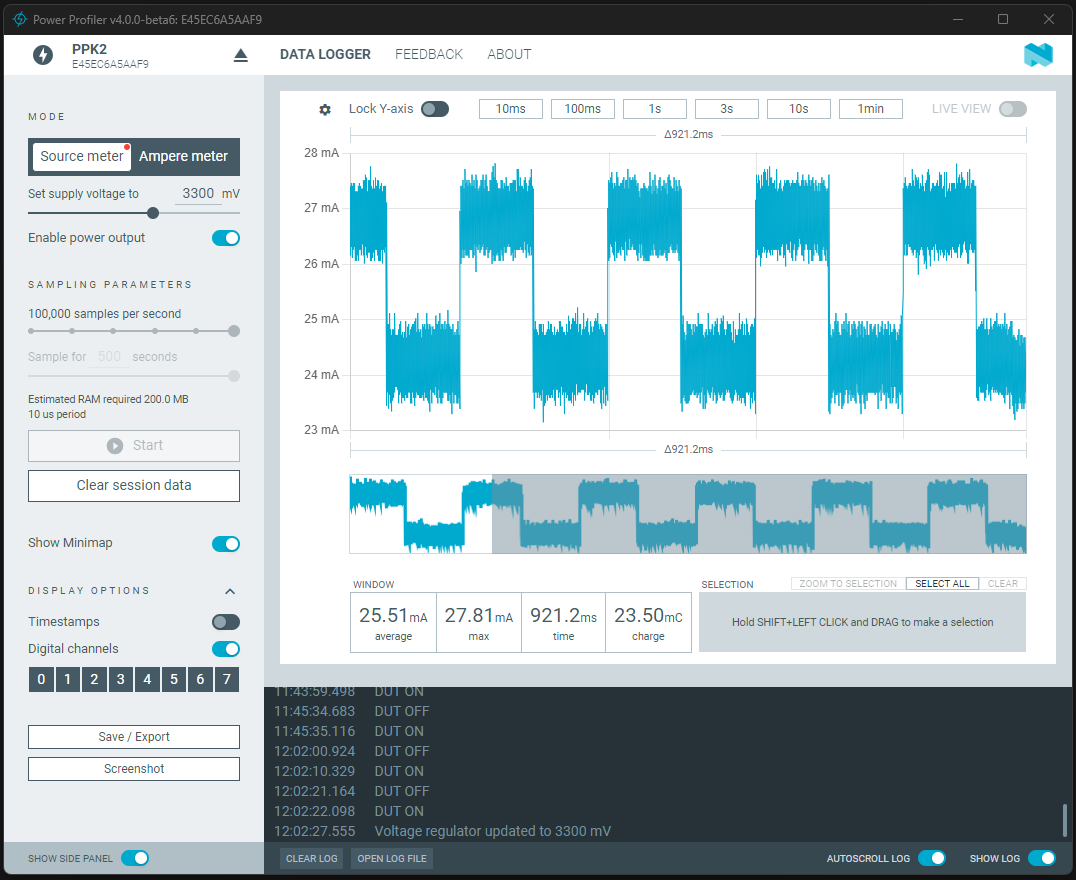 Power Profiler v4.0.0-beta6: E45EC6A5AAF9
PPK2
E45EC6A5AAF9
DATA LOGGER FEEDBACK ABOUT
MODE
Source meter Ampere meter
Set supply voltage to 3300 mV
Enable power output
SAMPLING PARAMETERS
100,000 samples per second
Sample for 500 seconds
Estimated RAM required 200.0 MB
10 us period
Start
Clear session data
Show Minimap
DISPLAY OPTIONS
Timestamps
Digital channels
0 1 2 3 4 5 6 7
Save / Export
Screenshot
SHOW SIDE PANEL
Lock Y-axis 10ms 100ms 1s 3s 10s 1min LIVE VIEW
Δ921.2ms
28 mA
27 mA
26 mA
25 mA
24 mA
23 mA
Δ921.2ms
WINDOW
25.51mA 27.81mA 921.2ms 23.50mC
average max time charge
SELECTION ZOOM TO SELECTION SELECT ALL CLEAR
Hold SHIFT+LEFT CLICK and DRAG to make a selection
11:43:59.498 DUT ON
11:45:34.683 DUT OFF
11:45:35.116 DUT ON
12:02:00.924 DUT OFF
12:02:10.329 DUT ON
12:02:21.164 DUT OFF
12:02:22.098 DUT ON
12:02:27.555 Voltage regulator updated to 3300 mV
CLEAR LOG OPEN LOG FILE AUTOSCROLL LOG SHOW LOG